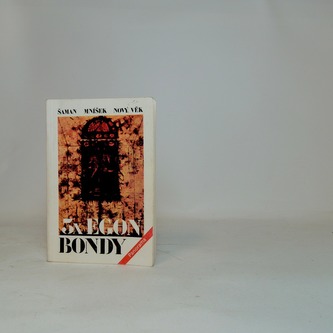 ŠAMAN MNÍŠEK NOVÝ VĚK
5x EGON
BONDY